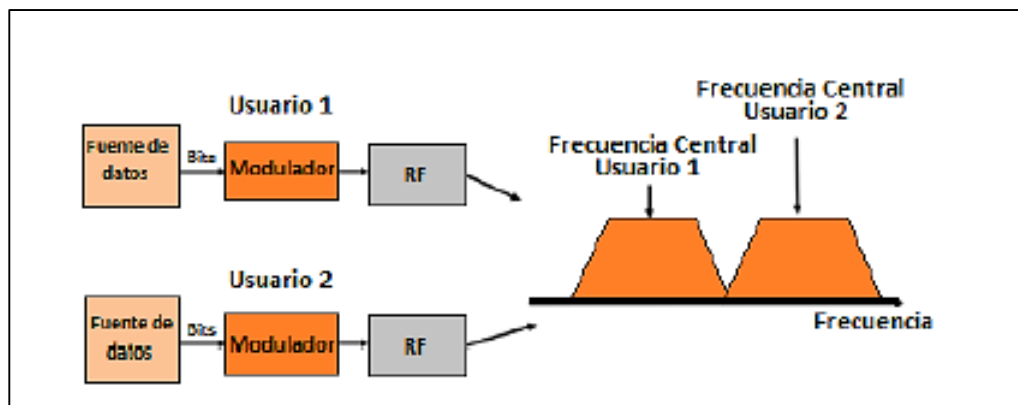 Usuario 1
Fuente de
datos
Bits
Modulador
RF
Usuario 2
Fuente de
datos
Bits
Modulador
RF
Frecuencia Central
Usuario 1
Frecuencia Central
Usuario 2
Frecuencia